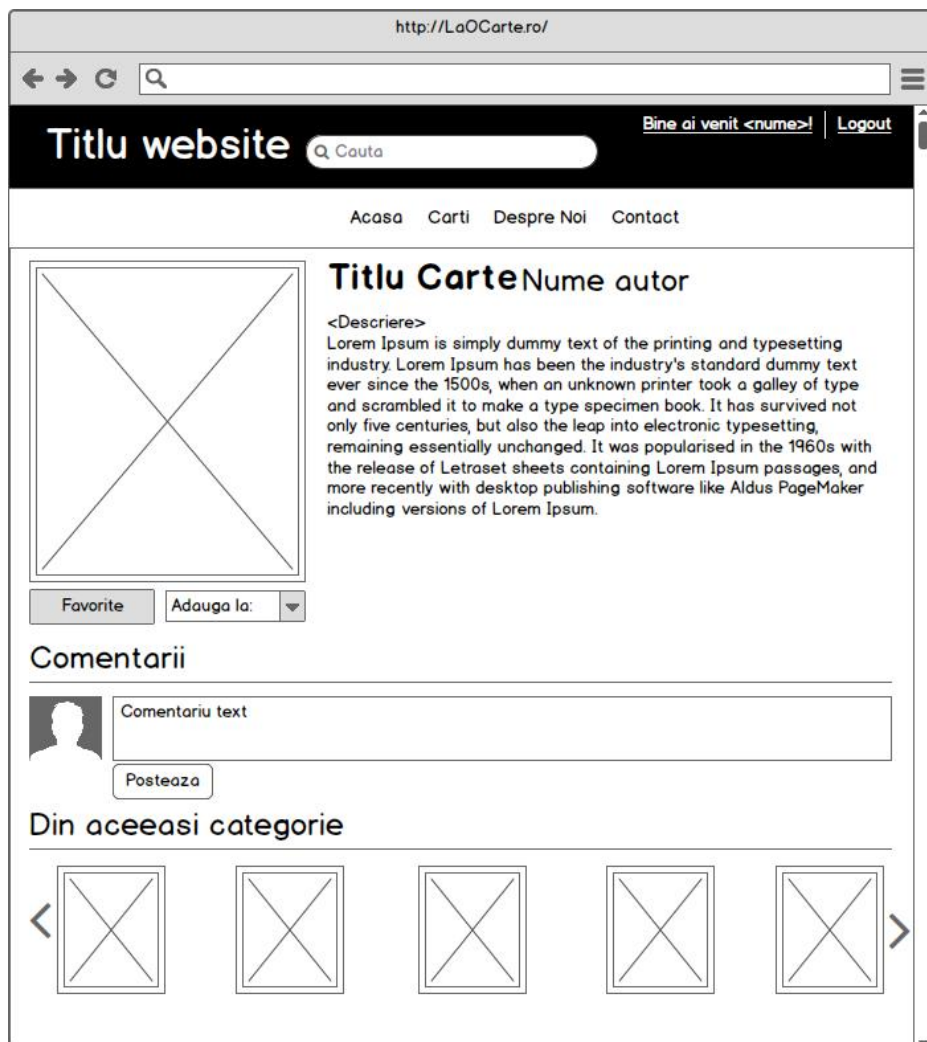 http://LaOCarte.ro/
Bine ai venit <nume>! Logout
Titlu website
Cauta
Acasa Carti Despre Noi Contact
Titlu Carte Nume autor
<Descriere>
Lorem Ipsum is simply dummy text of the printing and typesetting
industry. Lorem Ipsum has been the industry's standard dummy text
ever since the 1500s, when an unknown printer took a galley of type
and scrambled it to make a type specimen book. It has survived not
only five centuries, but also the leap into electronic typesetting,
remaining essentially unchanged. It was popularised in the 1960s with
the release of Letraset sheets containing Lorem Ipsum passages, and
more recently with desktop publishing software like Aldus PageMaker
including versions of Lorem Ipsum.
Favorite
Adauga la:
Comentarii
Comentariu text
Posteaza
Din aceeasi categorie